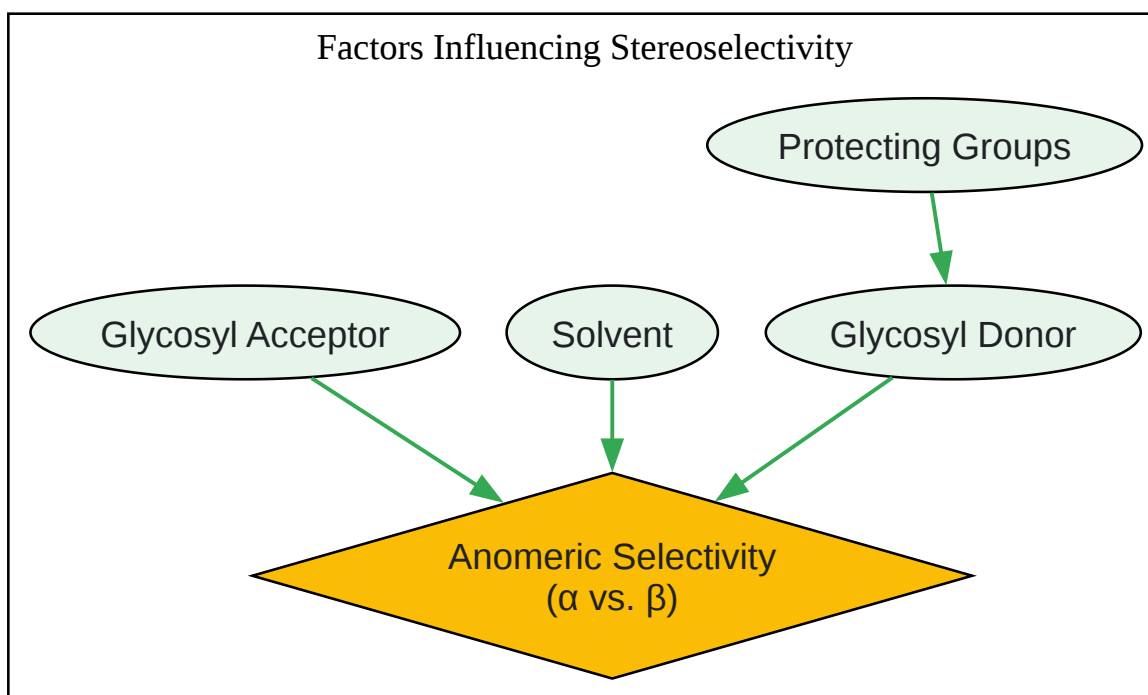 Factors Influencing Stereoselectivity
Protecting Groups
Glycosyl Acceptor
Solvent
Glycosyl Donor
Anomeric Selectivity
(α vs. β)